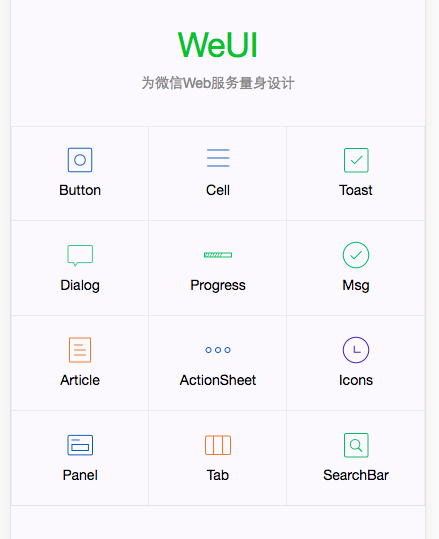 WeUI
为微信Web服务量身设计
Button
Cell
Toast
Dialog
Progress
Msg
Article
ActionSheet
Icons
Panel
Tab
SearchBar